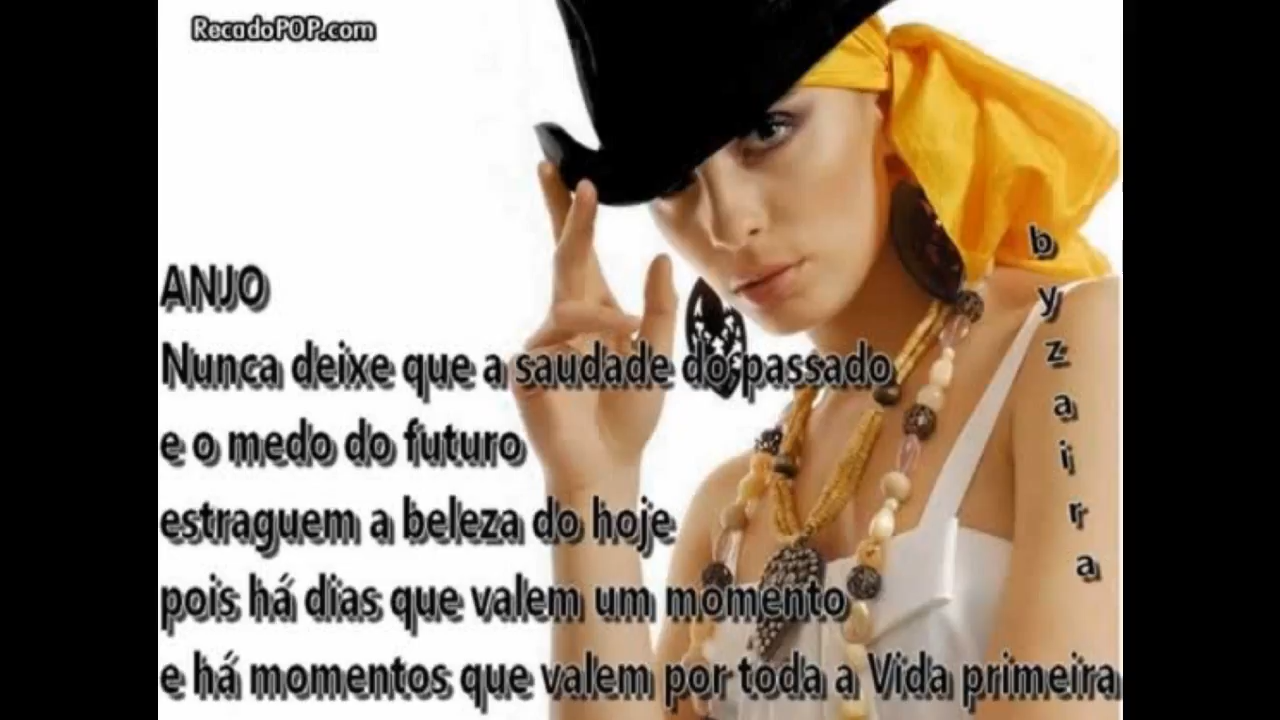 RecadoPOP.com
ANJO
Nunca deixe que a saudade do passado
e o medo do futuro
estraguem a beleza do hoje
pois há dias que valem um momento
e há momentos que valem por toda a Vida primeira
byzaira